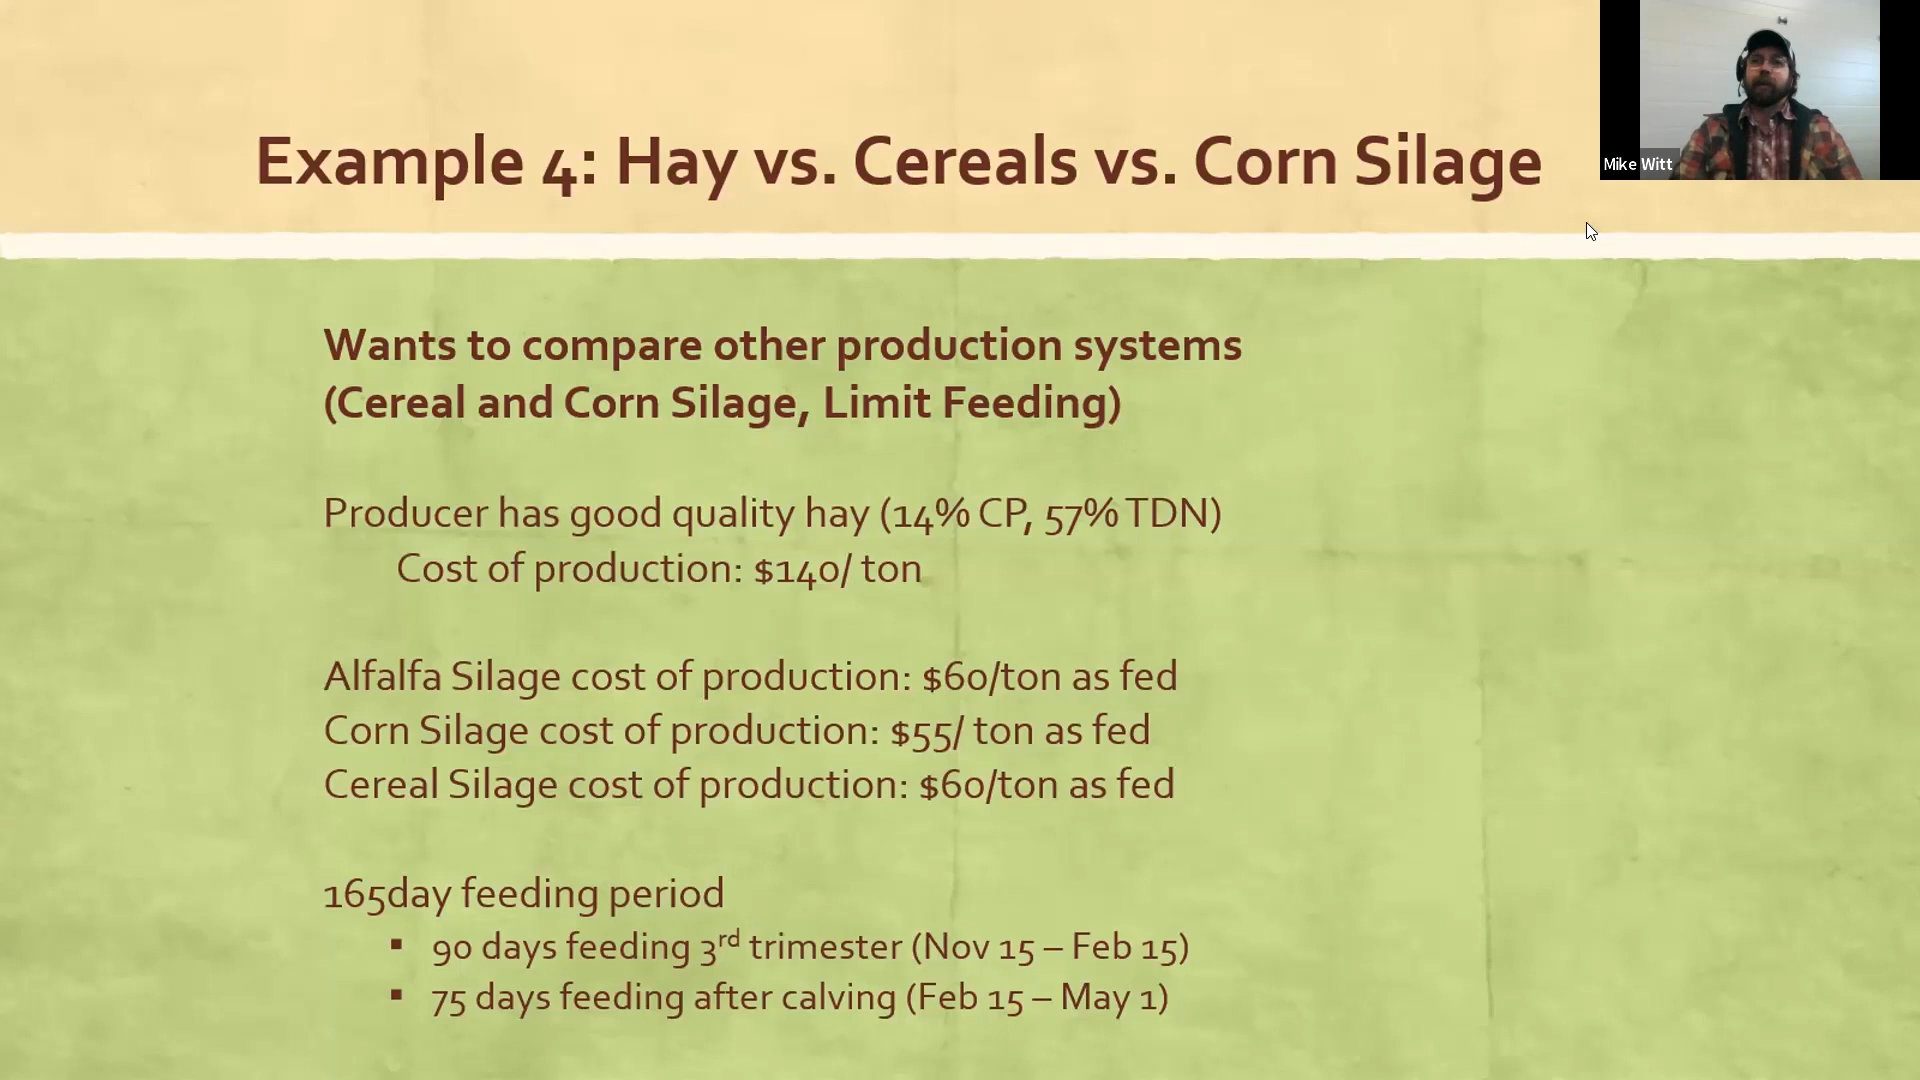 Example 4: Hay vs. Cereals vs. Corn Silage
Mike Witt
Wants to compare other production systems
(Cereal and Corn Silage, Limit Feeding)
Producer has good quality hay (14% CP, 57% TDN)
Cost of production: $140/ ton
Alfalfa Silage cost of production: $60/ton as fed
Corn Silage cost of production: $55/ ton as fed
Cereal Silage cost of production: $60/ton as fed
165day feeding period
▪ 90 days feeding 3rd trimester (Nov 15 – Feb 15)
▪ 75 days feeding after calving (Feb 15 – May 1)